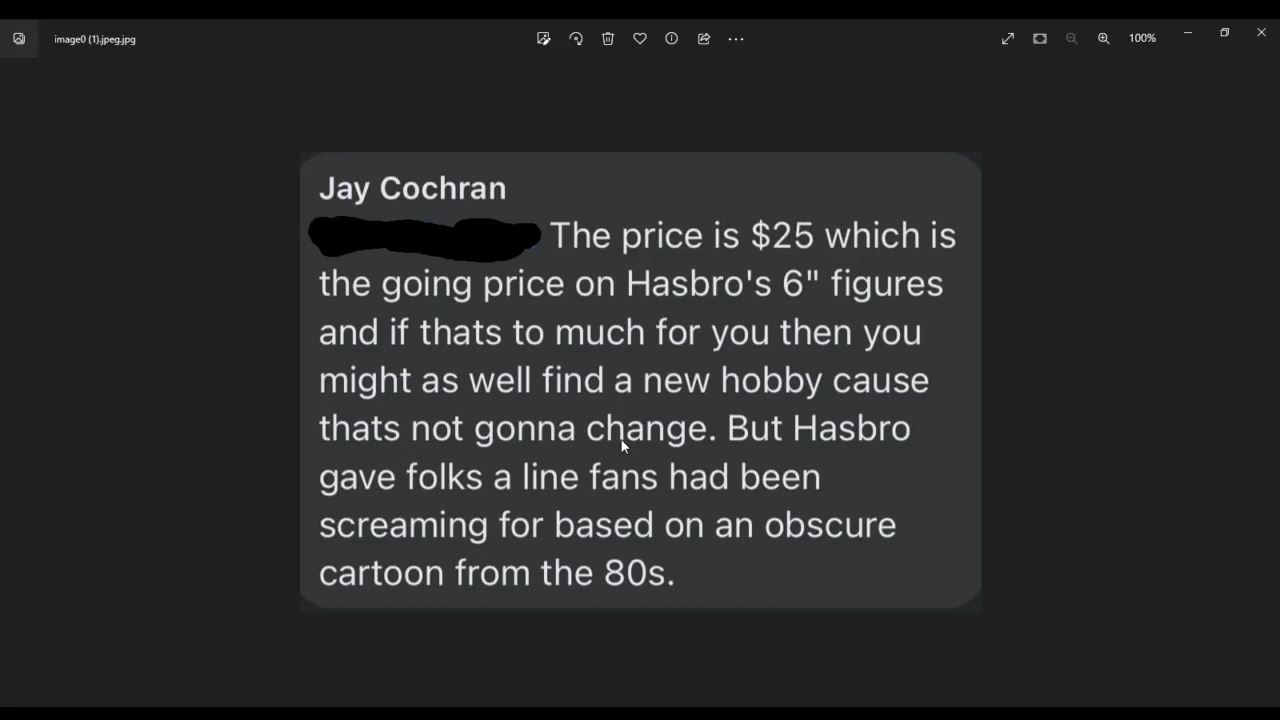 image0 (1).jpeg.jpg
100%
Jay Cochran
The price is $25 which is
the going price on Hasbro's 6" figures
and if thats to much for you then you
might as well find a new hobby cause
thats not gonna change. But Hasbro
gave folks a line fans had been
screaming for based on an obscure
cartoon from the 80s.